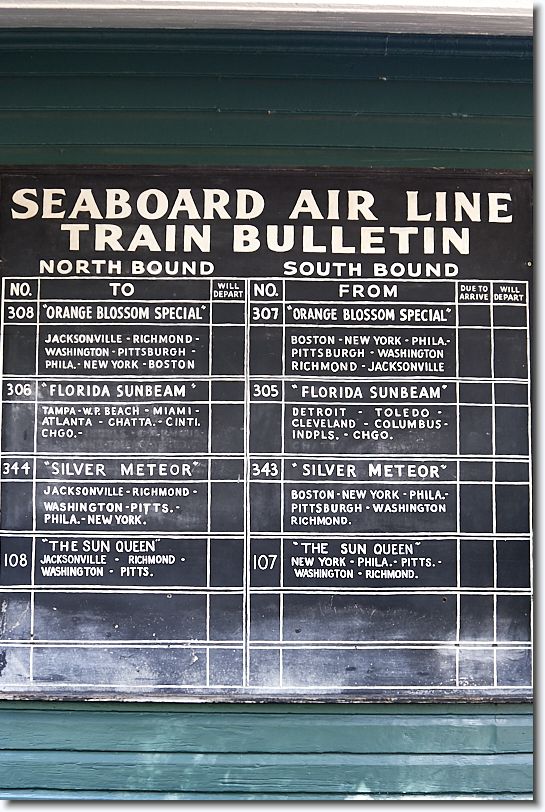 SEABOARD AIR LINE
TRAIN BULLETIN
NORTH BOUND SOUTH BOUND
NO. TO WILL DEPART NO. FROM DUE TO ARRIVE WILL DEPART
308 "ORANGE BLOSSOM SPECIAL" 307 "ORANGE BLOSSOM SPECIAL"
JACKSONVILLE - RICHMOND - BOSTON - NEW YORK - PHILA.-
WASHINGTON - PITTSBURGH - PITTSBURGH - WASHINGTON
PHILA.- NEW YORK - BOSTON RICHMOND - JACKSONVILLE
306 "FLORIDA SUNBEAM" 305 "FLORIDA SUNBEAM"
TAMPA-W.P. BEACH - MIAMI- DETROIT - TOLEDO -
ATLANTA - CHATTA. - CINTI. CLEVELAND - COLUMBUS-
CHGO.- INDPLS. - CHGO.
344 "SILVER METEOR" 343 "SILVER METEOR"
JACKSONVILLE-RICHMOND- BOSTON-NEW YORK - PHILA.-
WASHINGTON-PITTS.- PITTSBURGH - WASHINGTON
PHILA.-NEW YORK. RICHMOND.
108 "THE SUN QUEEN" 107 "THE SUN QUEEN"
JACKSONVILLE - RICHMOND - NEW YORK - PHILA.- PITTS.-
WASHINGTON - PITTS. WASHINGTON - RICHMOND.